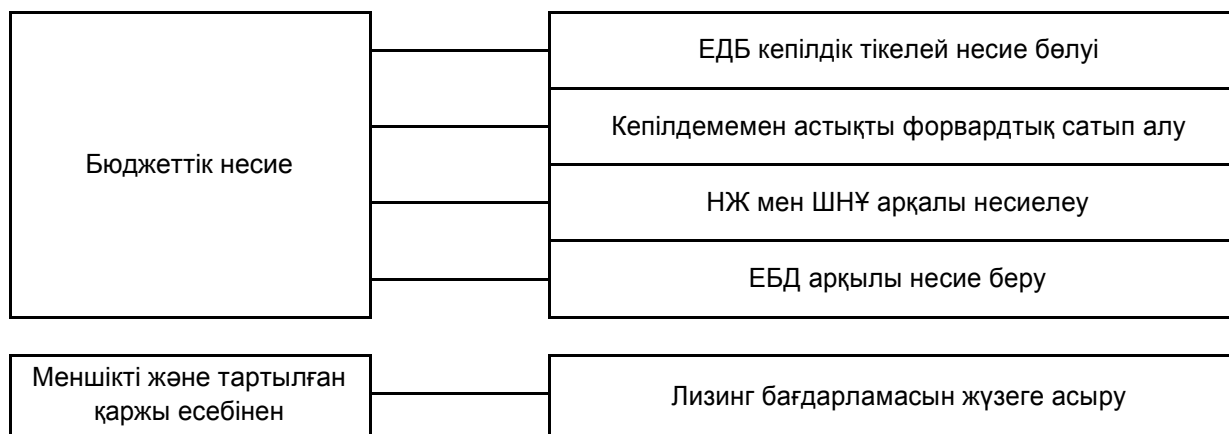 Бюджеттік несие
ЕДБ кепілдік тікелей несие бөлуі
Кепілдемемен астықты форвардтық сатып алу
НЖ мен ШНҰ арқалы несиелеу
ЕБД арқылы несие беру
Меншікті және тартылған
қаржы есебінен
Лизинг бағдарламасын жүзеге асыру